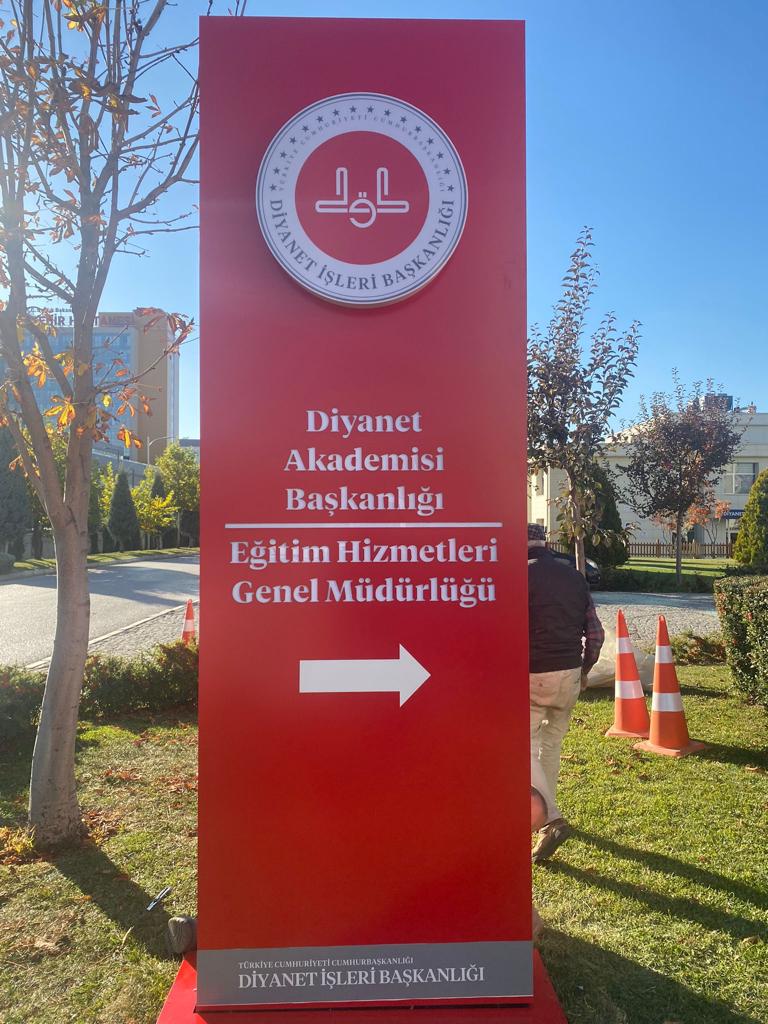 TÜRKİYE CUMHURİYETİ CUMHURBAŞKANLIĞI
DİYANET İŞLERİ BAŞKANLIĞI
Diyanet
Akademisi
Başkanlığı
Eğitim Hizmetleri
Genel Müdürlüğü
TÜRKİYE CUMHURİYETİ CUMHURBAŞKANLIĞI
DİYANET İŞLERİ BAŞKANLIĞI